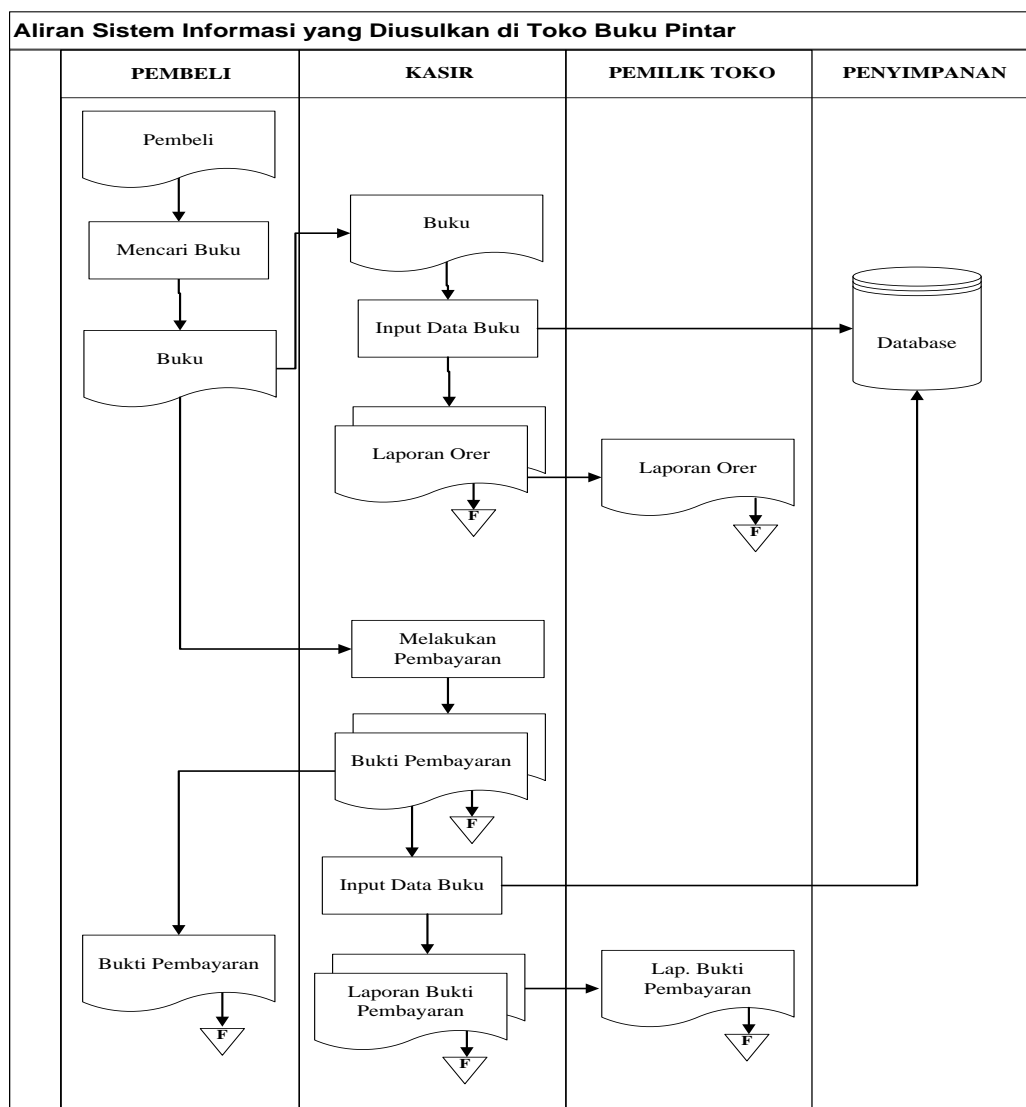 Aliran Sistem Informasi yang Diusulkan di Toko Buku Pintar
PEMBELI
KASIR
PEMILIK TOKO
PENYIMPANAN
Pembeli
Mencari Buku
Buku
Buku
Input Data Buku
Database
Laporan Orer
F
Laporan Orer
F
Melakukan
Pembayaran
Bukti Pembayaran
F
Input Data Buku
Bukti Pembayaran
F
Laporan Bukti
Pembayaran
F
Lap. Bukti
Pembayaran
F